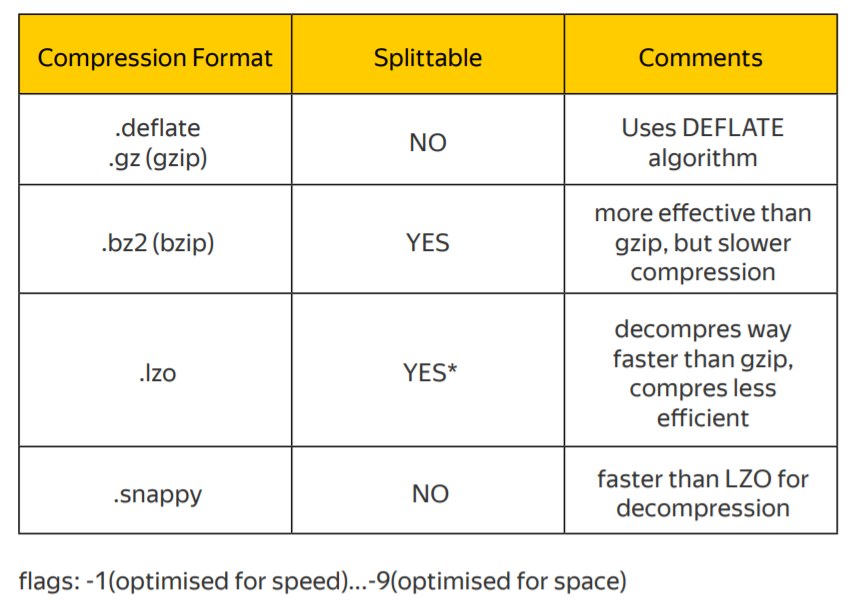 Compression Format
Splittable
Comments
.deflate
.gz (gzip)
NO
Uses DEFLATE
algorithm
.bz2 (bzip)
YES
more effective than
gzip, but slower
compression
.lzo
YES*
decompres way
faster than gzip,
compres less
efficient
.snappy
NO
faster than LZO for
decompression
flags: -1(optimised for speed)...-9(optimised for space)